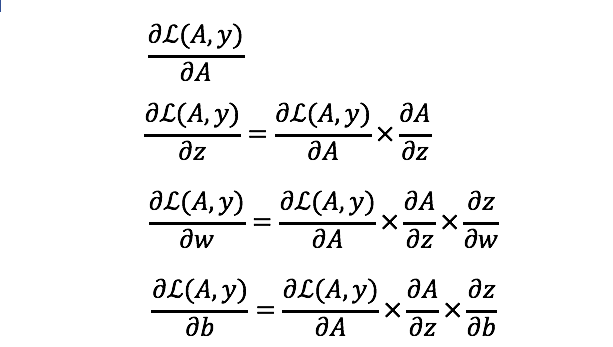 ∂ℒ(A, y)/∂A
∂ℒ(A, y)/∂z = ∂ℒ(A, y)/∂A × ∂A/∂z
∂ℒ(A, y)/∂w = ∂ℒ(A, y)/∂A × ∂A/∂z × ∂z/∂w
∂ℒ(A, y)/∂b = ∂ℒ(A, y)/∂A × ∂A/∂z × ∂z/∂b